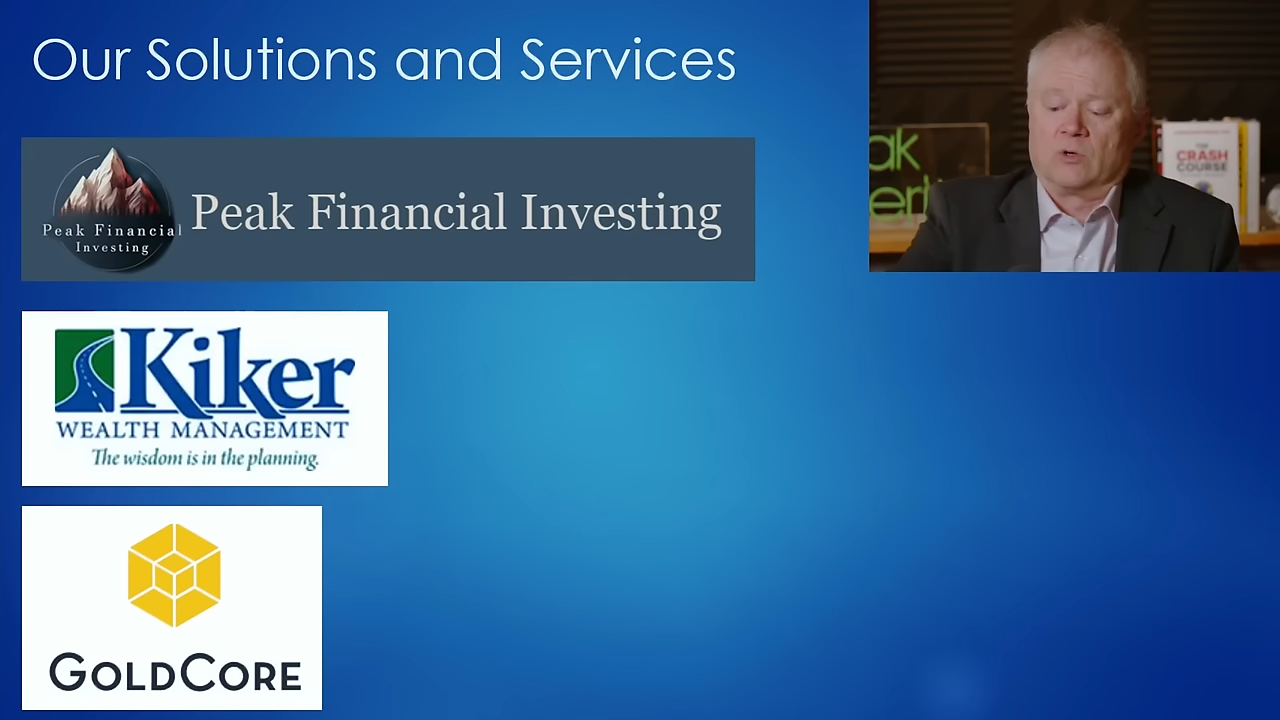 Our Solutions and Services
Peak Financial
Investing
Peak Financial Investing
Kiker
WEALTH MANAGEMENT
The wisdom is in the planning.
GOLDCORE
ak
THE
CRASH
COURSE